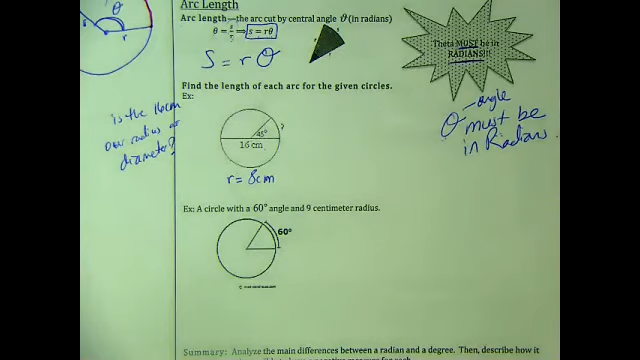 Arc Length
Arc length—the arc cut by central angle θ (in radians)
θ = s/r ⟹ s = rθ
S = r θ
Theta MUST be in
RADIANS!!!
θ - angle
must be
in Radians
Find the length of each arc for the given circles.
Ex:
is the 16cm
our radius or
diameter?
θ
r
45°
?
16 cm
r = 8cm
Ex: A circle with a 60° angle and 9 centimeter radius.
60°
Summary: Analyze the main differences between a radian and a degree. Then, describe how it